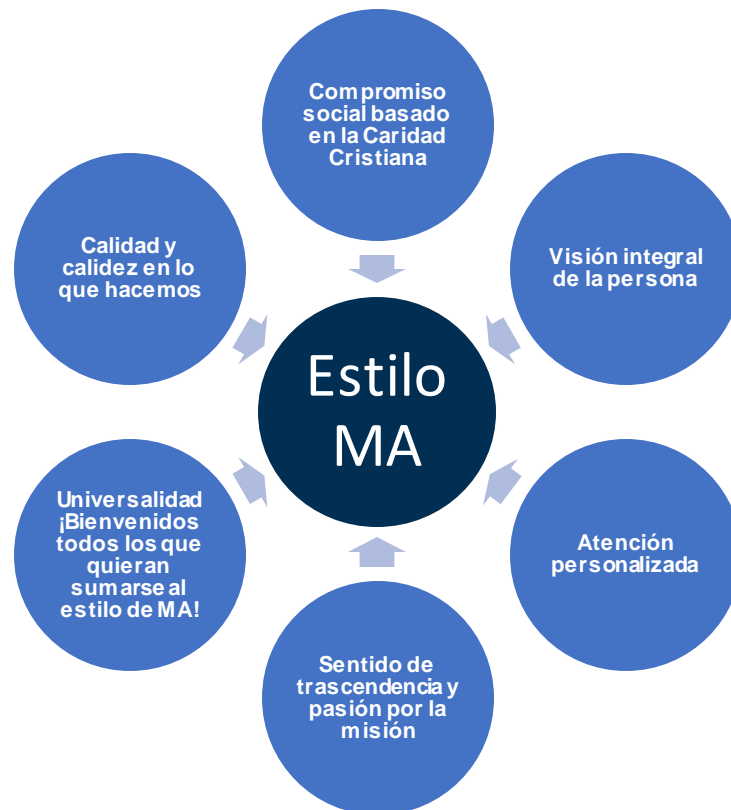 Compromiso
social basado
en la Caridad
Cristiana
Calidad y
calidez en lo
que hacemos
Visión integral
de la persona
Estilo
MA
Universalidad
¡Bienvenidos
todos los que
quieran
sumarse al
estilo de MA!
Atención
personalizada
Sentido de
trascendencia y
pasión por la
misión